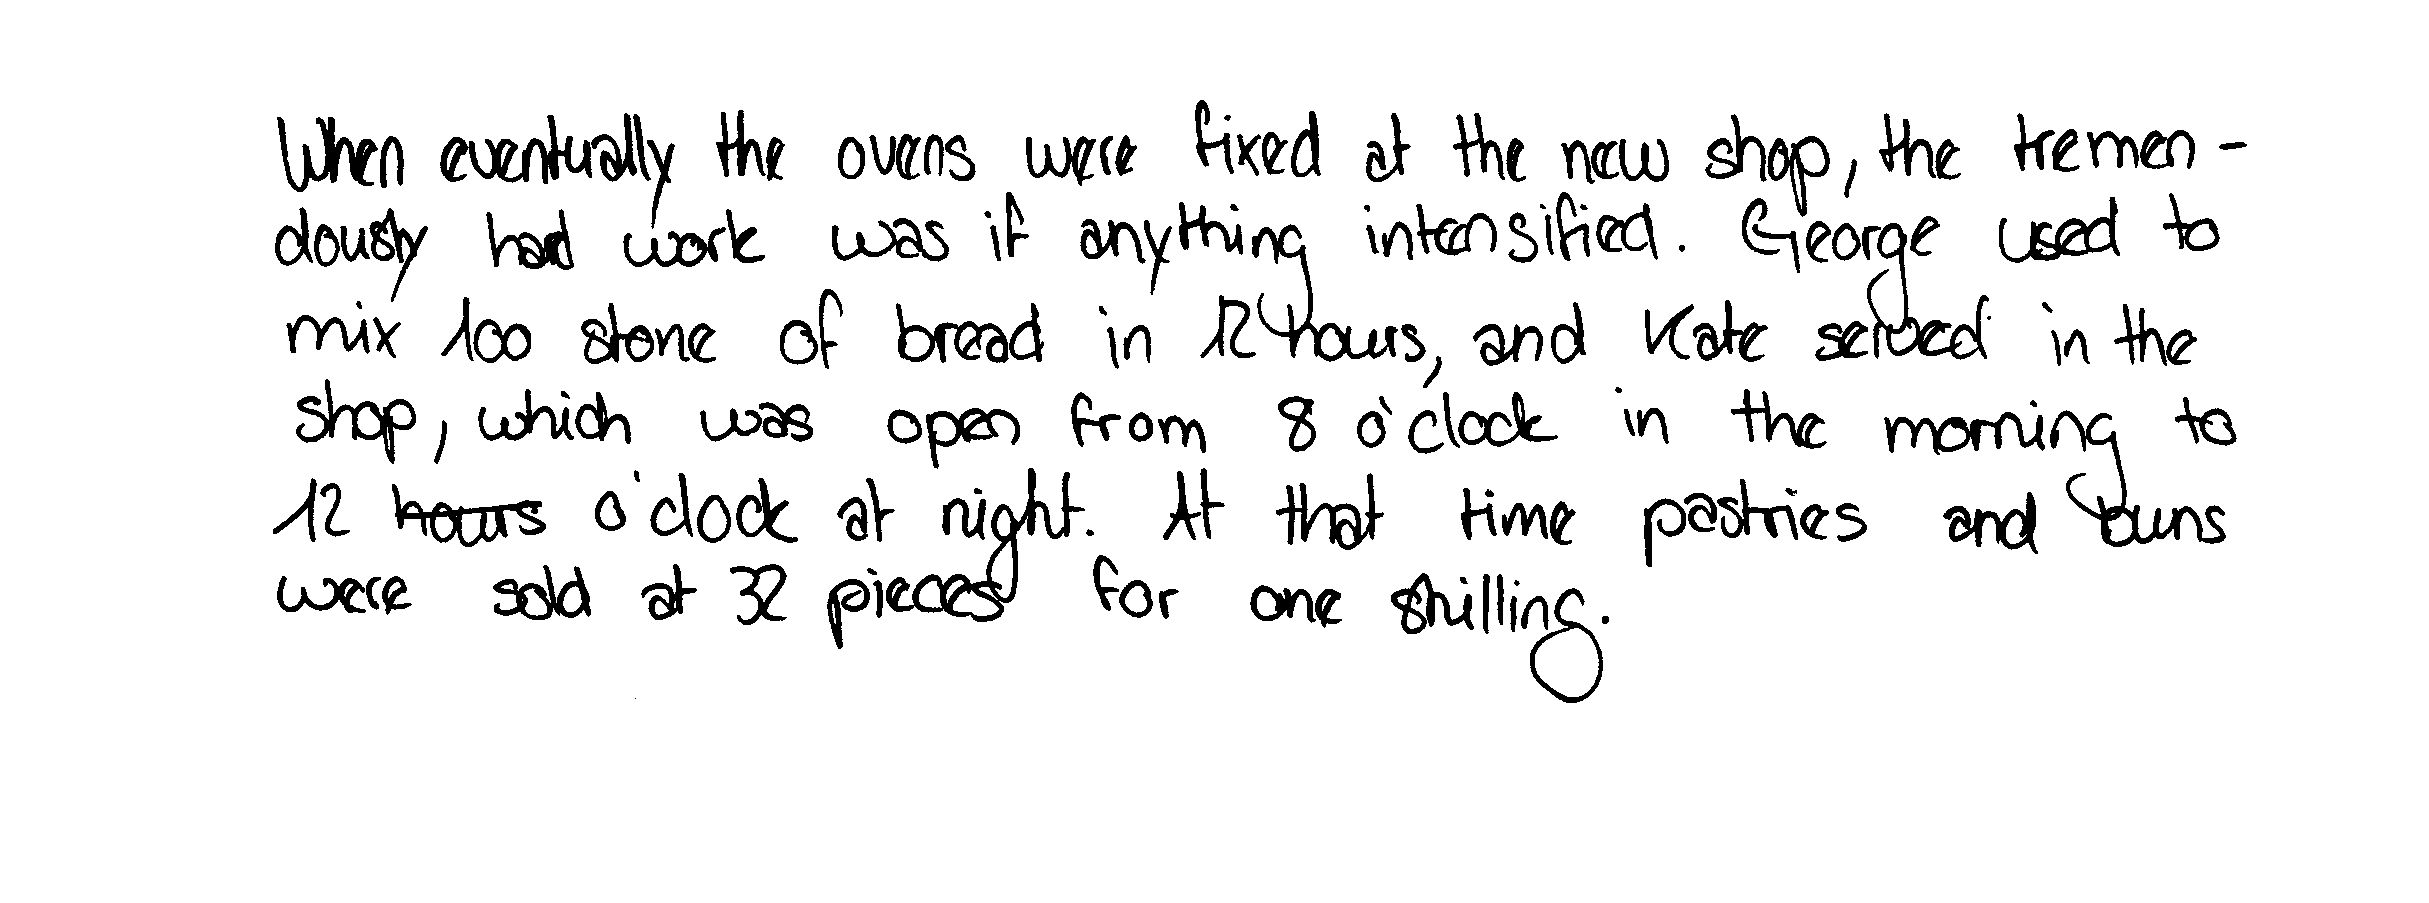 When eventually the ovens were fixed at the new shop, the tremen-
dously hard work was if anything intensified. George used to
mix 100 stone of bread in 12 hours, and Kate served in the
shop, which was open from 8 o'clock in the morning to
12 hours o'clock at night. At that time pastries and buns
were sold at 32 pieces for one shilling.